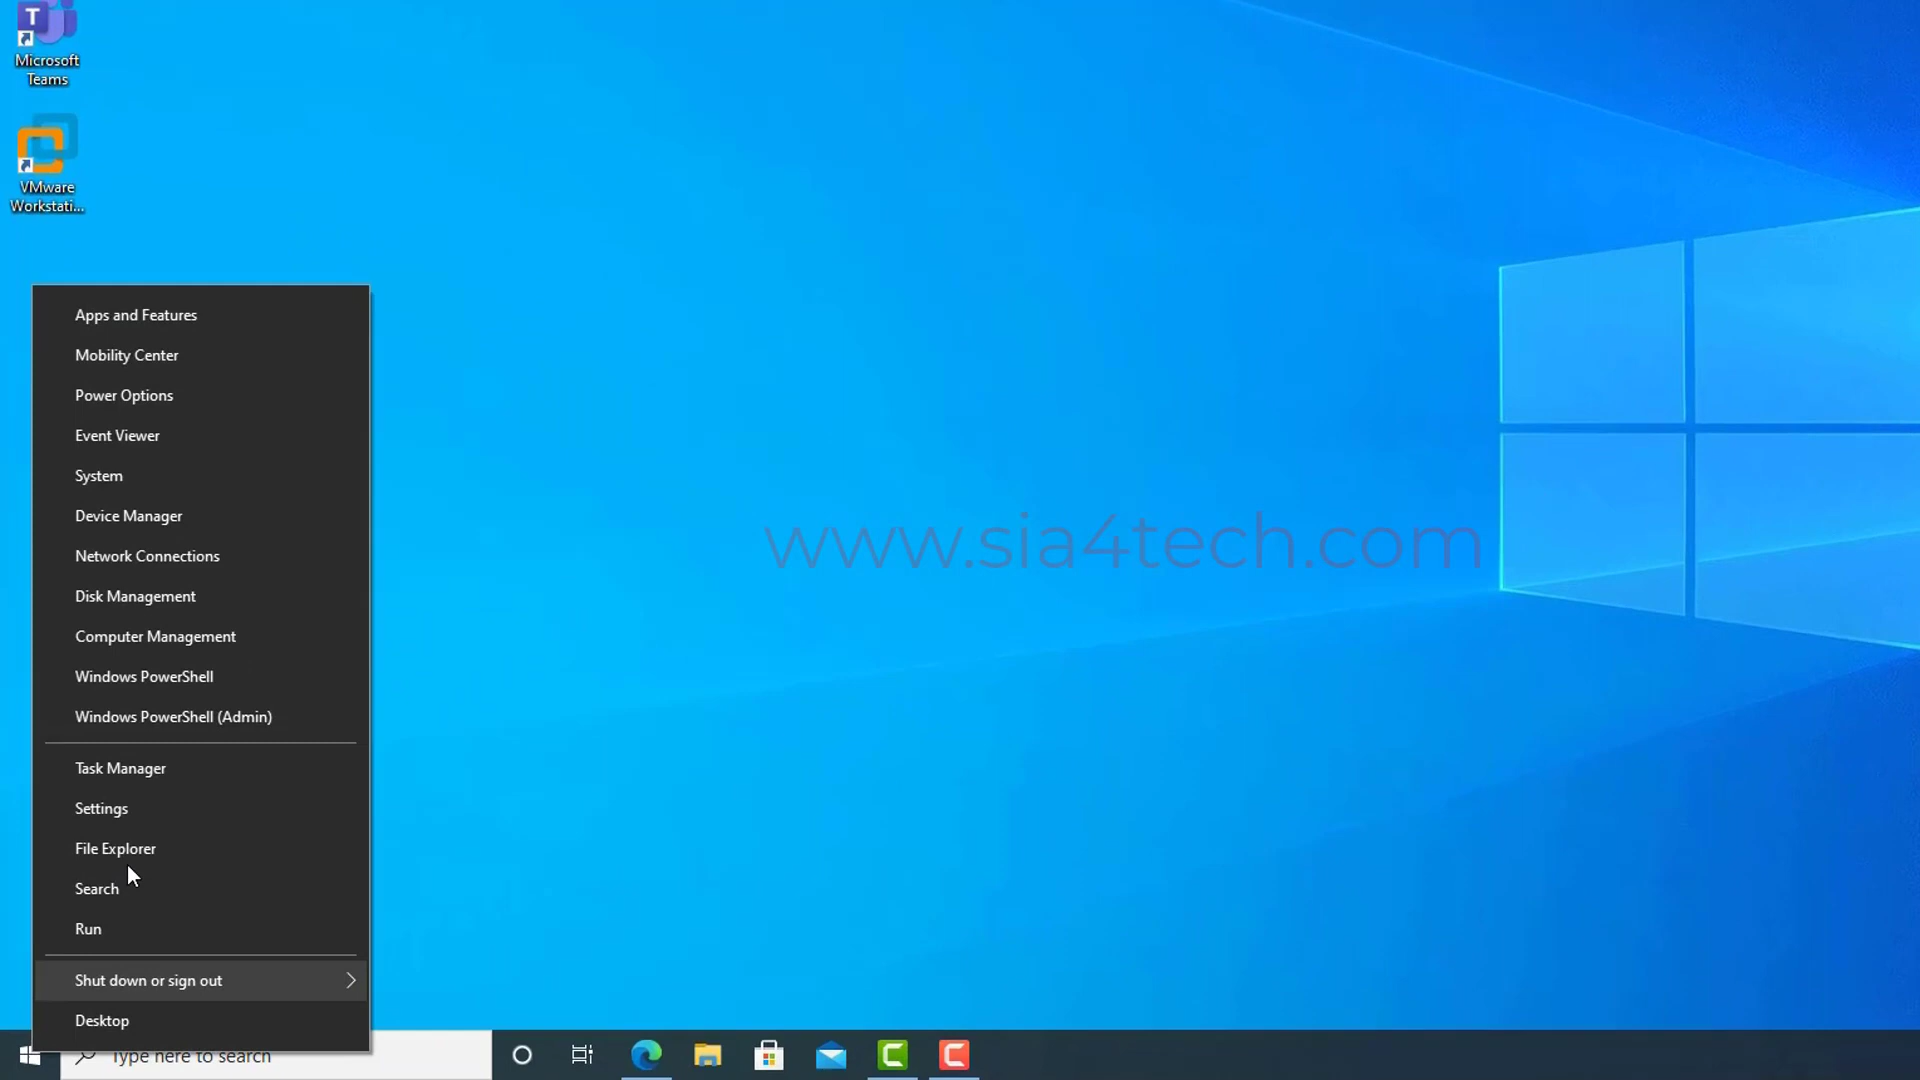 T
Microsoft
Teams
VMware
Workstati...
Apps and Features
Mobility Center
Power Options
Event Viewer
System
Device Manager
Network Connections
Disk Management
Computer Management
Windows PowerShell
Windows PowerShell (Admin)
Task Manager
Settings
File Explorer
Search
Run
Shut down or sign out
Desktop
Type here to search
www.sia4tech.com